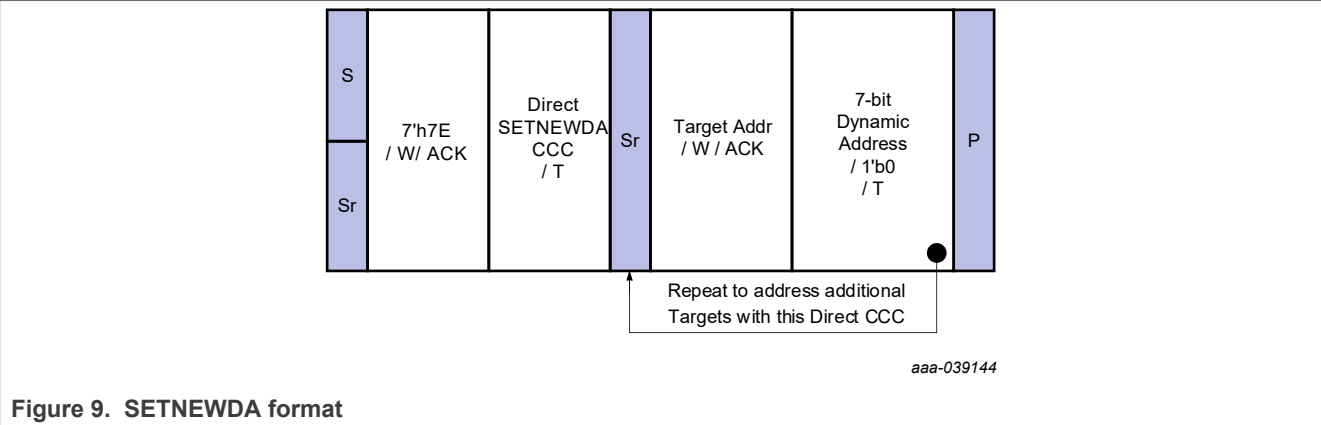 S
Sr
7'h7E
/ W/ ACK
Direct
SETNEWDA
CCC
/ T
Sr
Target Addr
/ W / ACK
7-bit
Dynamic
Address
/ 1'b0
/ T
P
Repeat to address additional
Targets with this Direct CCC
aaa-039144
Figure 9. SETNEWDA format